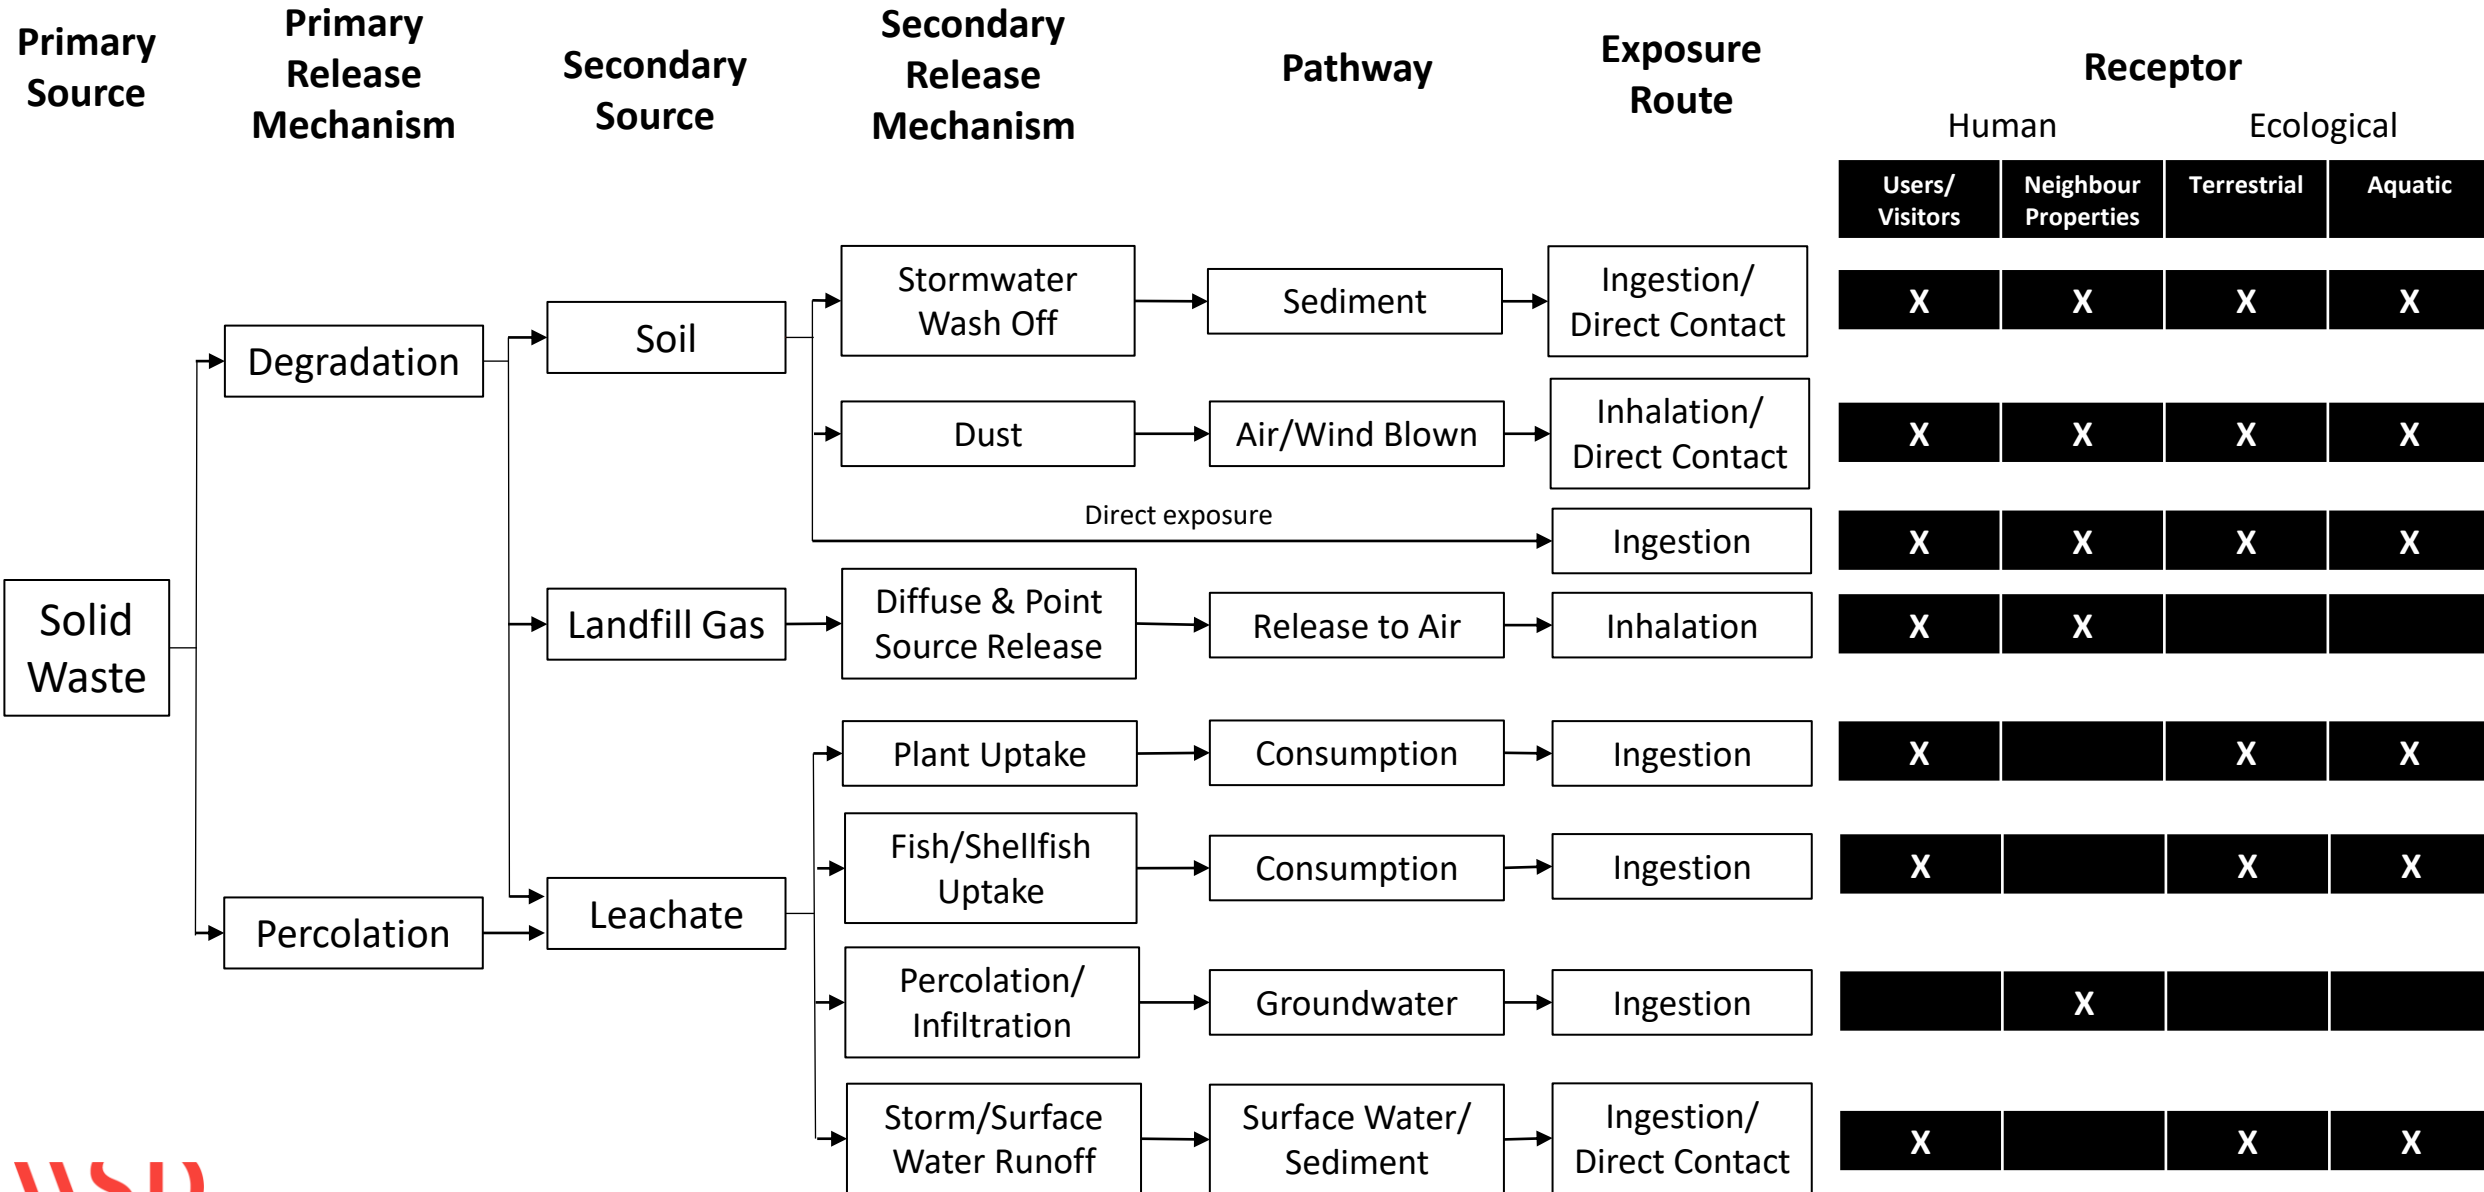 Primary
Source
Primary
Release
Mechanism
Secondary
Source
Secondary
Release
Mechanism
Pathway
Exposure
Route
Receptor
Human
Ecological
Users/
Visitors
Neighbour
Properties
Terrestrial
Aquatic
Stormwater
Wash Off
Sediment
Ingestion/
Direct Contact
X X X X
Degradation
Soil
Dust
Air/Wind Blown
Inhalation/
Direct Contact
X X X X
Direct exposure
Ingestion
X X X X
Solid
Waste
Landfill Gas
Diffuse & Point
Source Release
Release to Air
Inhalation
X X
Plant Uptake
Consumption
Ingestion
X X X
Fish/Shellfish
Uptake
Consumption
Ingestion
X X X
Percolation
Leachate
Percolation/
Infiltration
Groundwater
Ingestion
X
Storm/Surface
Water Runoff
Surface Water/
Sediment
Ingestion/
Direct Contact
X X X